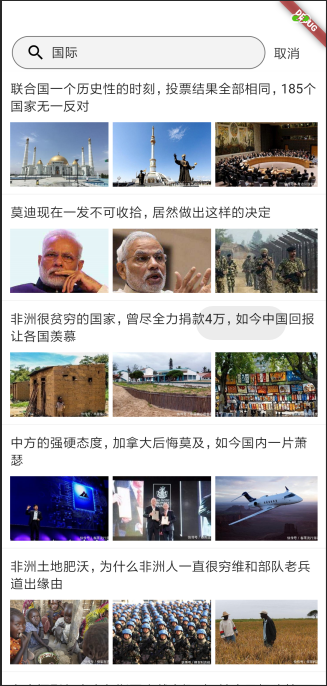 DEBUG
国际
取消
联合国一个历史性的时刻，投票结果全部相同，185个
国家无一反对
莫迪现在一发不可收拾，居然做出这样的决定
非洲很贫穷的国家，曾尽全力捐款4万，如今中国回报
让各国羡慕
中方的强硬态度，加拿大后悔莫及，如今国内一片萧
瑟
非洲土地肥沃，为什么非洲人一直很穷维和部队老兵
道出缘由